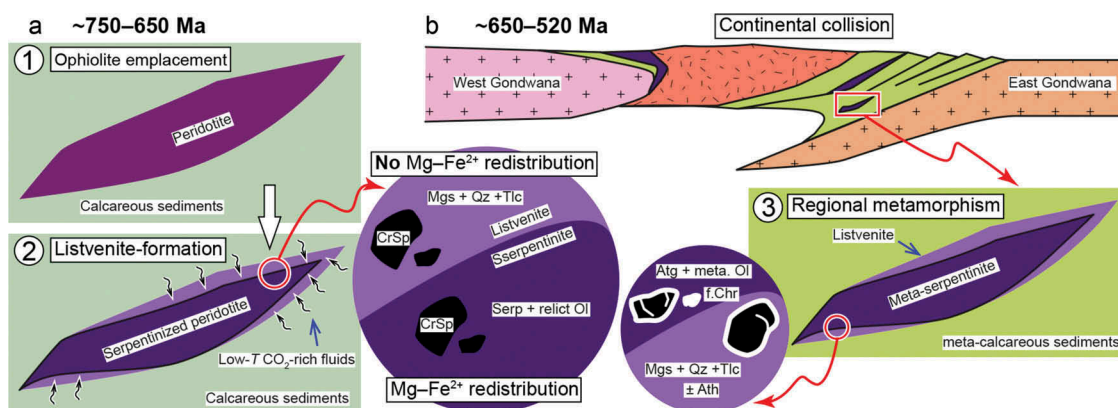 a ~750–650 Ma
1 Ophiolite emplacement
Peridotite
Calcareous sediments
2 Listvenite-formation
Serpentinized peridotite
Low-T CO2-rich fluids
Calcareous sediments
No Mg–Fe²⁺ redistribution
Mgs + Qz +Tlc
CrSp
Listvenite
Sserpentinite
CrSp
Serp + relict Ol
Mg–Fe²⁺ redistribution
b ~650–520 Ma
Continental collision
West Gondwana
East Gondwana
3 Regional metamorphism
Listvenite
Meta-serpentinite
meta-calcareous sediments
Atg + meta. Ol
f.Chr
Mgs + Qz +Tlc
± Ath